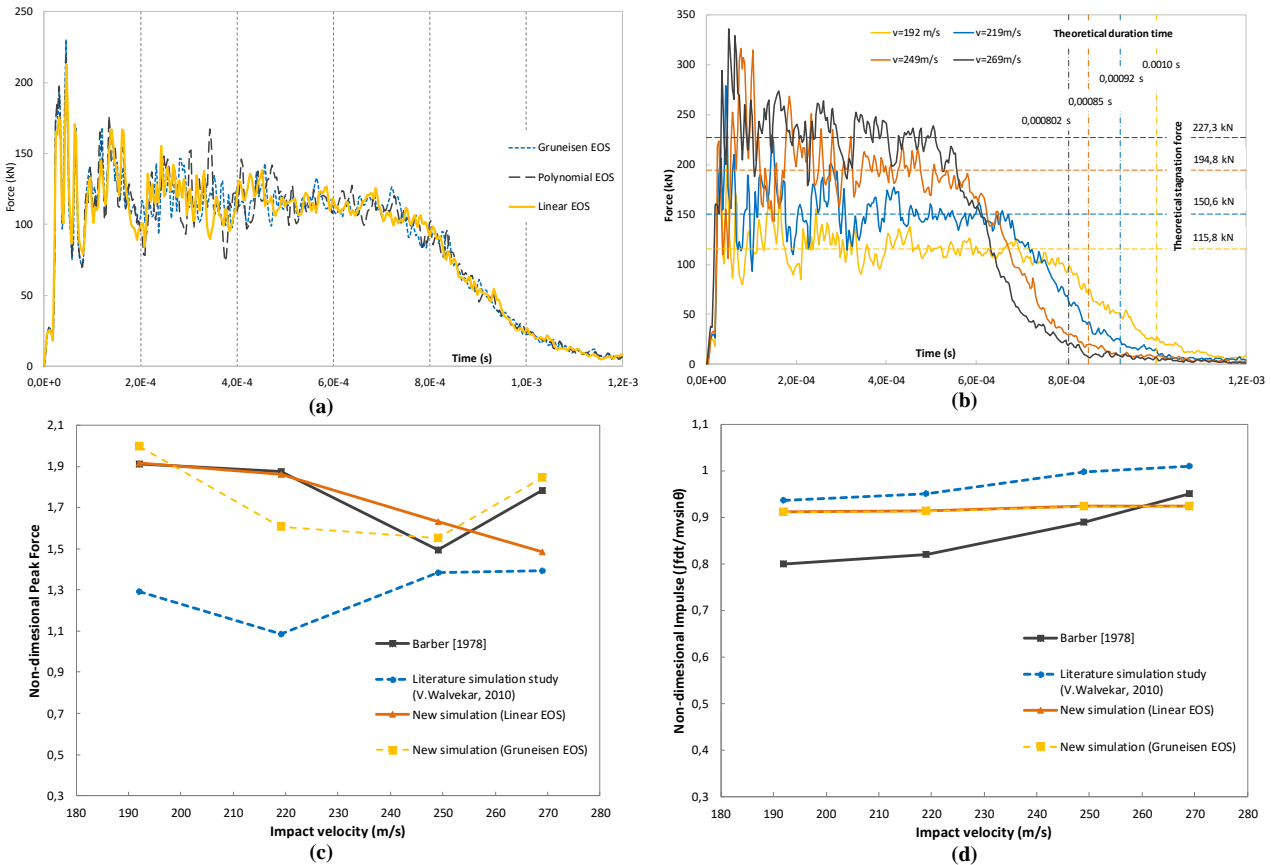 250
200
150
100
50
0
Force (kN)
Gruneisen EOS
Polynomial EOS
Linear EOS
Time (s)
0,0E+0
2,0E-4
4,0E-4
6,0E-4
8,0E-4
1,0E-3
1,2E-3
(a)
350
300
250
200
150
100
50
0
Force (kN)
v=192 m/s
v=219m/s
v=249m/s
v=269m/s
Theoretical duration time
0.0010 s
0,00092 s
0,00085 s
0,000802 s
Theoretical stagnation force
227,3 kN
194,8 kN
150,6 kN
115,8 kN
Time (s)
0,0E+00
2,0E-04
4,0E-04
6,0E-04
8,0E-04
1,0E-03
1,2E-03
(b)
2,1
1,9
1,7
1,5
1,3
1,1
0,9
0,7
0,5
0,3
Non-dimesional Peak Force
Barber [1978]
Literature simulation study
(V.Walvekar, 2010)
New simulation (Linear EOS)
New simulation (Gruneisen EOS)
180
190
200
210
220
230
240
250
260
270
280
Impact velocity (m/s)
(c)
1,1
1
0,9
0,8
0,7
0,6
0,5
0,4
0,3
Non-dimesional Impulse (∫fdt/mvsinθ)
Barber [1978]
Literature simulation study
(V.Walvekar, 2010)
New simulation (Linear EOS)
New simulation (Gruneisen EOS)
180
190
200
210
220
230
240
250
260
270
280
Impact velocity (m/s)
(d)